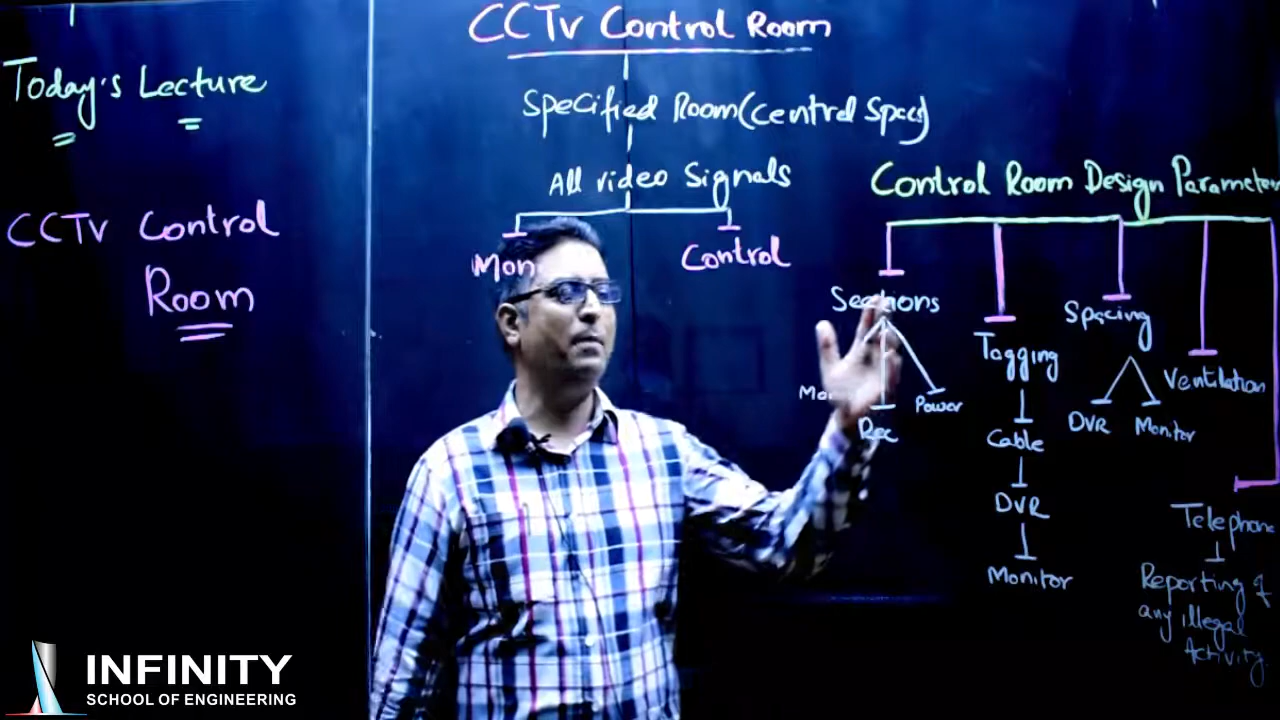 Today's Lecture
CCTV Control
Room
CCTV Control Room
Specified Room (Central Space)
All video Signals
Mon
Control
Control Room Design Parameter
Sections
Mo
Rec
Power
Tagging
Cable
DVR
Monitor
Spacing
DVR
Monitor
Ventilation
Telephone
Reporting of
any illegal
Activity
INFINITY
SCHOOL OF ENGINEERING